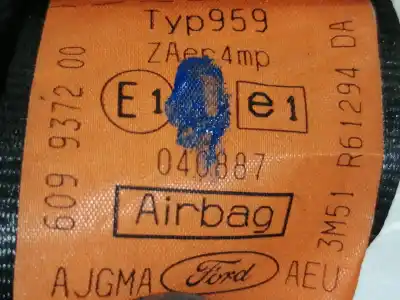 Typ959
ZAer4mp
E1 e1
040887
Airbag
AJGMA Ford AEU
609 9372 00
3M51 R61294 DA